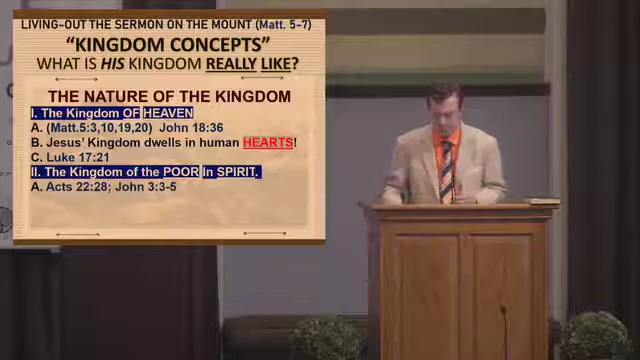 LIVING-OUT THE SERMON ON THE MOUNT (Matt. 5-7)
"KINGDOM CONCEPTS"
WHAT IS HIS KINGDOM REALLY LIKE?
THE NATURE OF THE KINGDOM
I. The Kingdom OF HEAVEN
A. (Matt.5:3,10,19,20) John 18:36
B. Jesus' Kingdom dwells in human HEARTS!
C. Luke 17:21
II. The Kingdom of the POOR In SPIRIT.
A. Acts 22:28; John 3:3-5